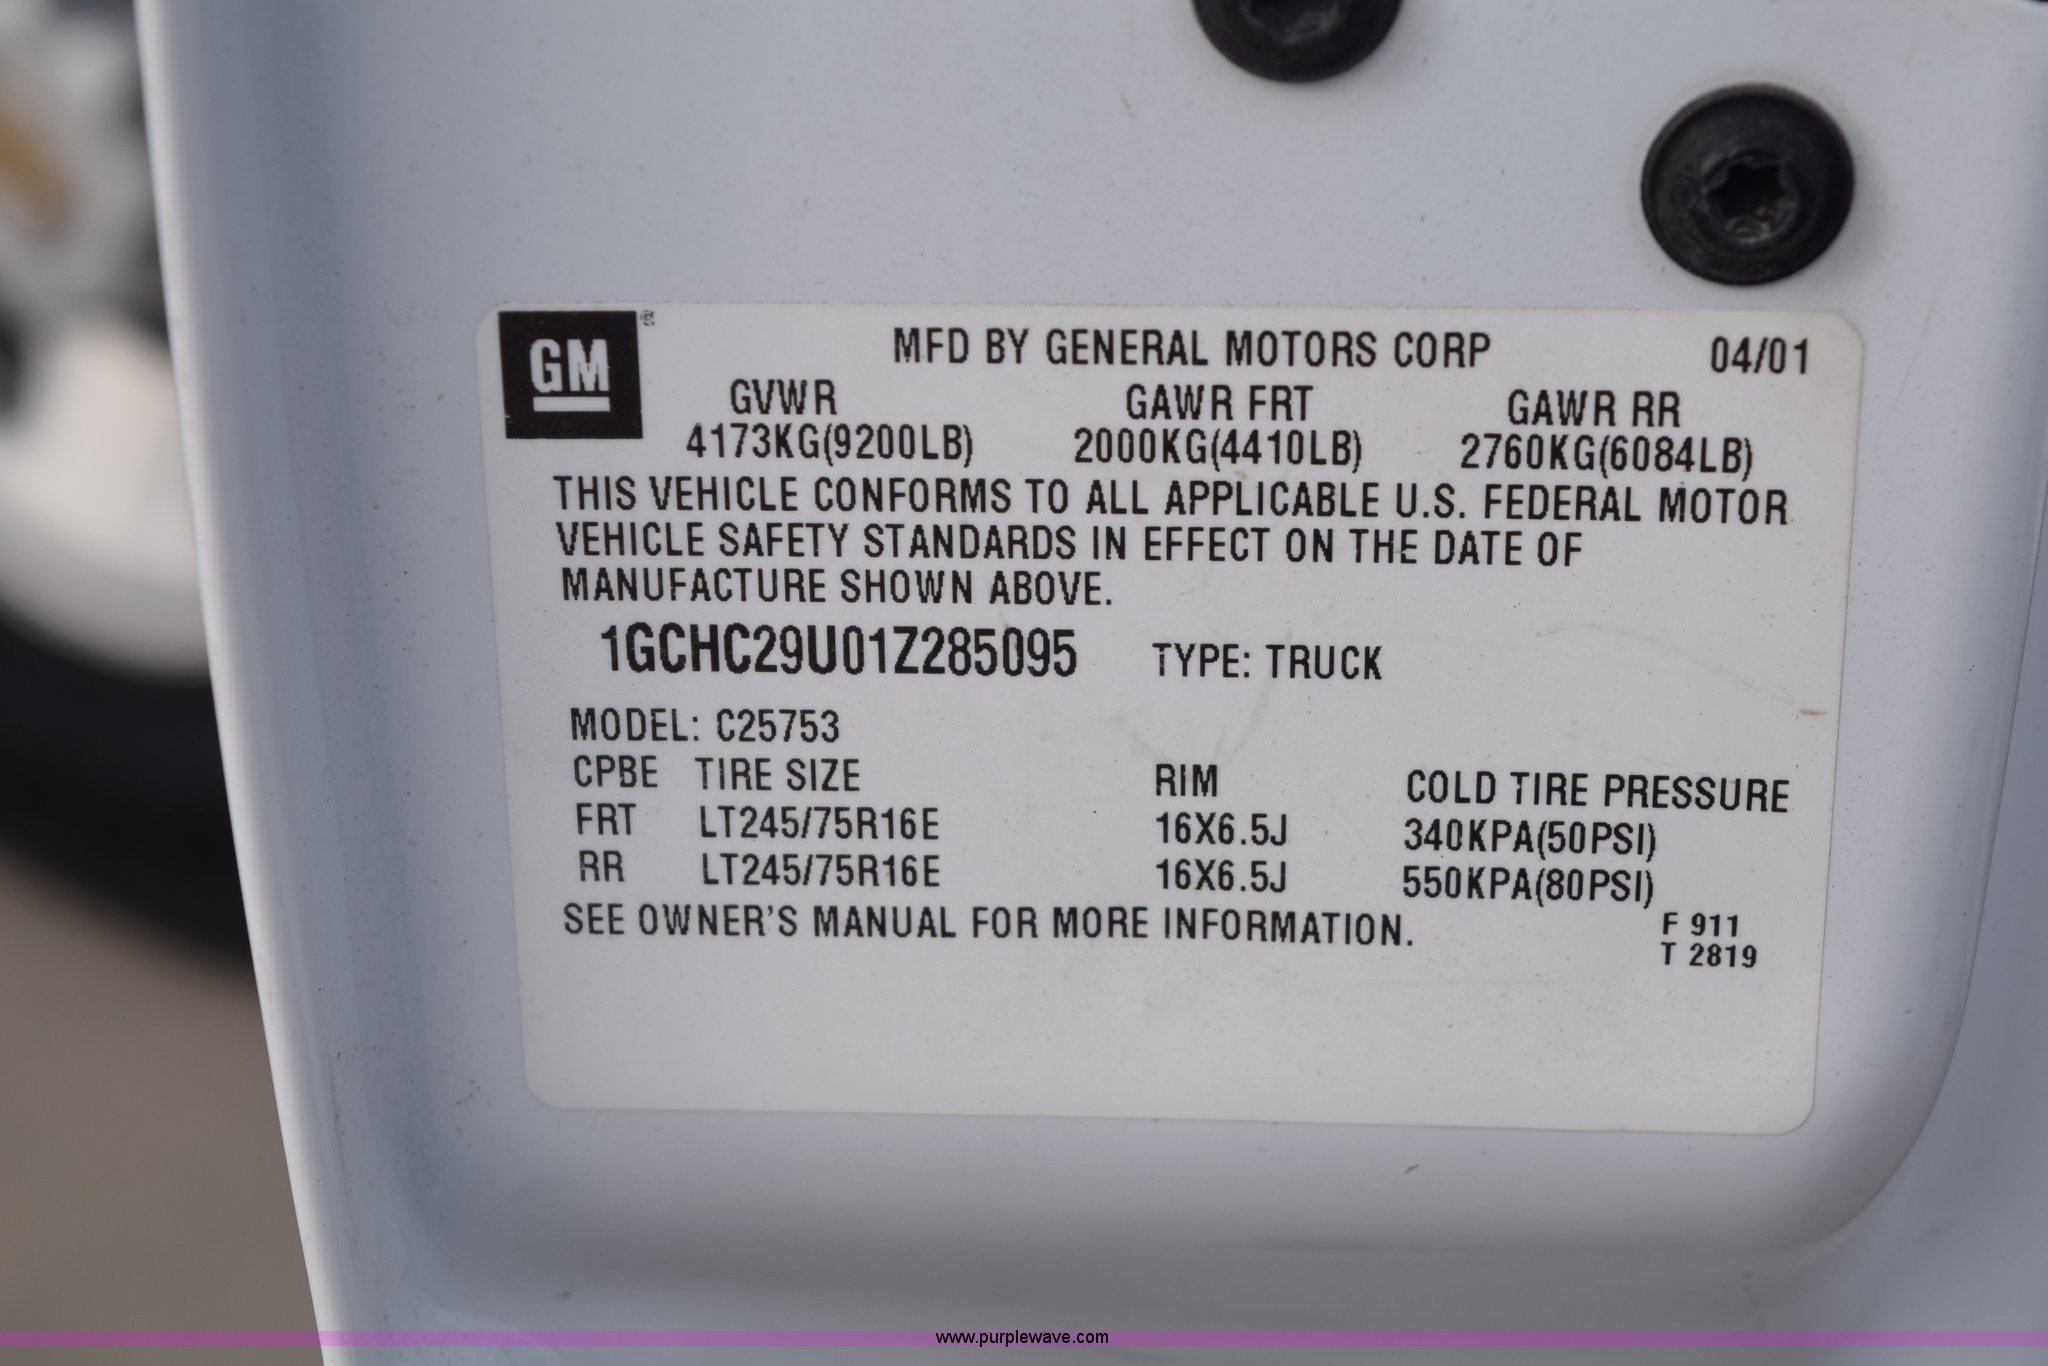 GM ®
MFD BY GENERAL MOTORS CORP 04/01
GVWR GAWR FRT GAWR RR
4173KG(9200LB) 2000KG(4410LB) 2760KG(6084LB)
THIS VEHICLE CONFORMS TO ALL APPLICABLE U.S. FEDERAL MOTOR
VEHICLE SAFETY STANDARDS IN EFFECT ON THE DATE OF
MANUFACTURE SHOWN ABOVE.
1GCHC29U01Z285095 TYPE: TRUCK
MODEL: C25753
CPBE TIRE SIZE RIM COLD TIRE PRESSURE
FRT LT245/75R16E 16X6.5J 340KPA(50PSI)
RR LT245/75R16E 16X6.5J 550KPA(80PSI)
SEE OWNER'S MANUAL FOR MORE INFORMATION.
F 911
T 2819
www.purplewave.com